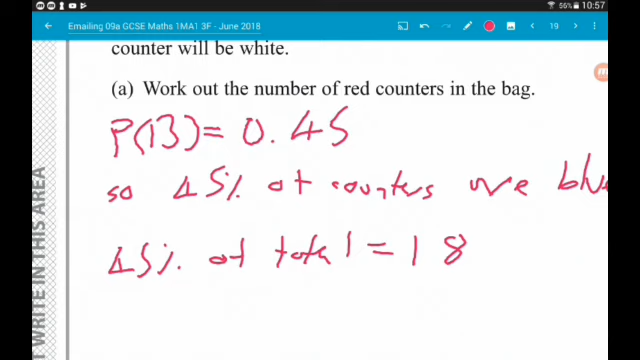 56% 10:57
Emailing 09a GCSE Maths 1MA1 3F - June 2018
19
counter will be white.
(a) Work out the number of red counters in the bag.
P(B) = 0.45
so 45% of counters are blue
45% of total = 18
WRITE IN THIS AREA